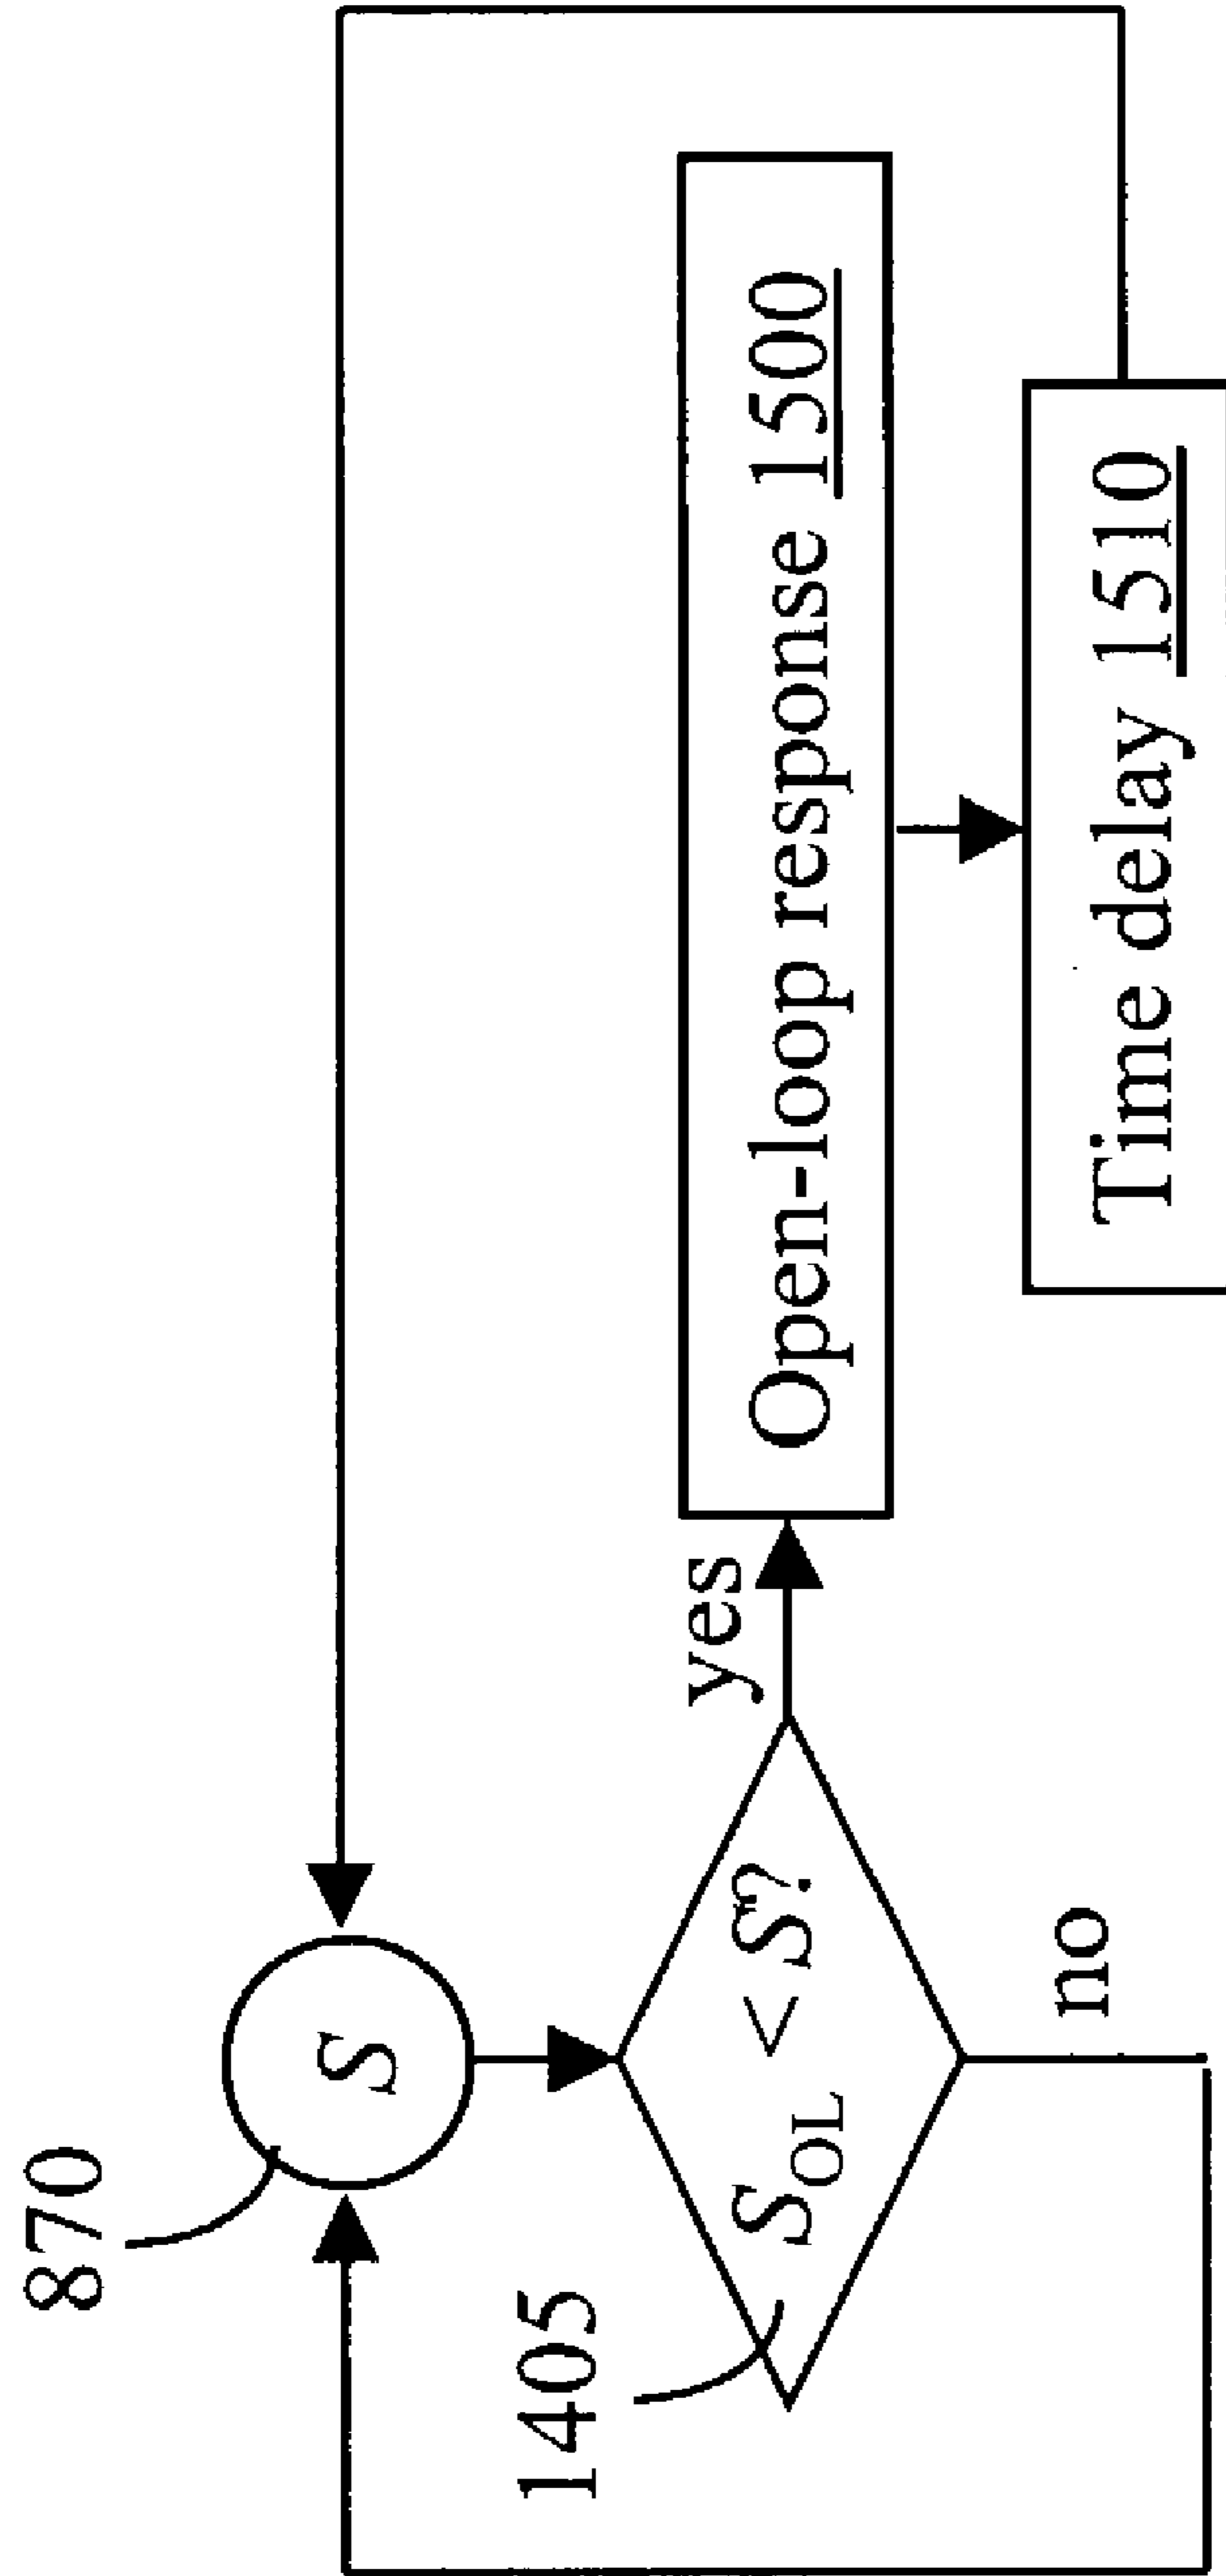 870
S
1405
S_OL < S?
yes
Open-loop response 1500
no
Time delay 1510